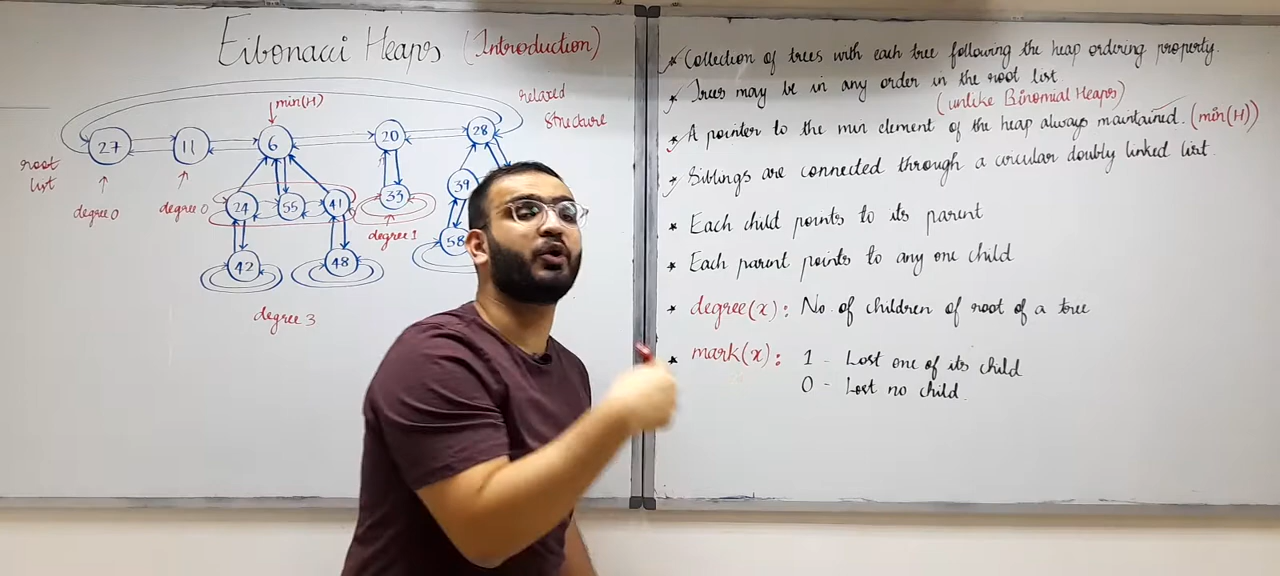 Fibonacci Heaps (Introduction)
min(H)
relaxed
structure
27 11 6 20 28
root
list
degree 0
degree 0
24 55 41 33 39
degree 1
42 48 58
degree 3
* Collection of trees with each tree following the heap ordering property.
* Trees may be in any order in the root list
(unlike Binomial Heaps)
* A pointer to the min element of the heap always maintained. (min(H))
* Siblings are connected through a circular doubly linked list.
* Each child points to its parent
* Each parent points to any one child
* degree(x): No. of children of root of a tree
* mark(x): 1 - Lost one of its child
0 - Lost no child.